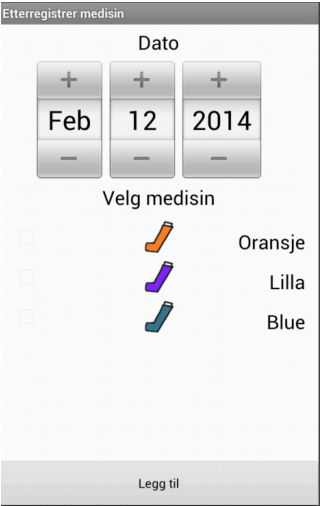 Etterregistrer medisin
Dato
+ + +
Feb 12 2014
− − −
Velg medisin
Oransje
Lilla
Blue
Legg til